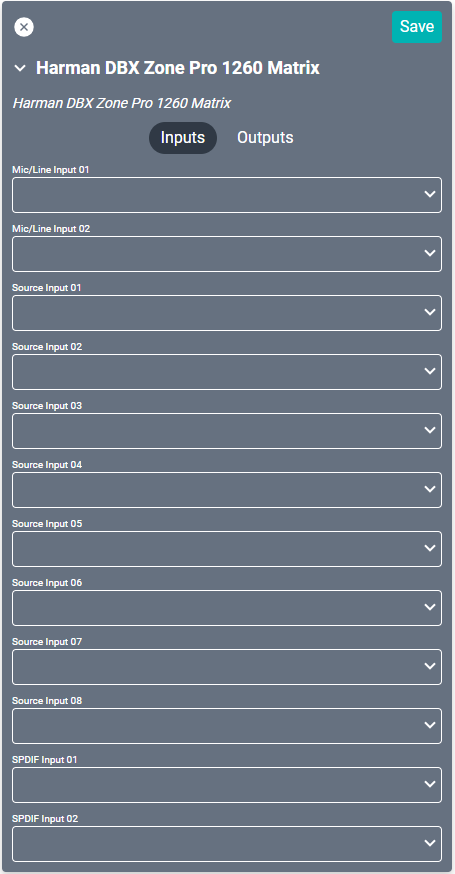 Save
Harman DBX Zone Pro 1260 Matrix
Harman DBX Zone Pro 1260 Matrix
Inputs Outputs
Mic/Line Input 01
Mic/Line Input 02
Source Input 01
Source Input 02
Source Input 03
Source Input 04
Source Input 05
Source Input 06
Source Input 07
Source Input 08
SPDIF Input 01
SPDIF Input 02